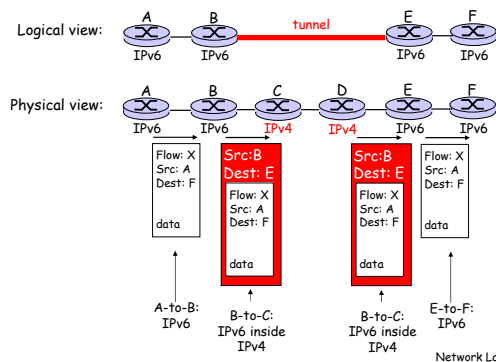 A B E F
Logical view:
tunnel
IPv6 IPv6 IPv6 IPv6
A B C D E F
Physical view:
IPv6 IPv6 IPv4 IPv4 IPv6 IPv6
Flow: X
Src: A
Dest: F
data
Src:B
Dest: E
Flow: X
Src: A
Dest: F
data
Src:B
Dest: E
Flow: X
Src: A
Dest: F
data
Flow: X
Src: A
Dest: F
data
A-to-B:
IPv6
B-to-C:
IPv6 inside
IPv4
B-to-C:
IPv6 inside
IPv4
E-to-F:
IPv6
Network La